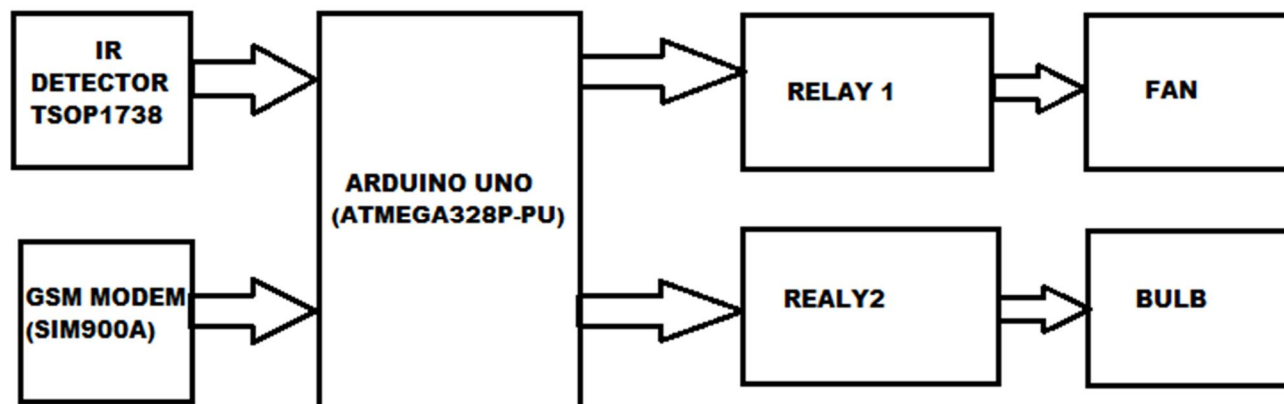 IR
DETECTOR
TSOP1738
GSM MODEM
(SIM900A)
ARDUINO UNO
(ATMEGA328P-PU)
RELAY 1
REALY2
FAN
BULB